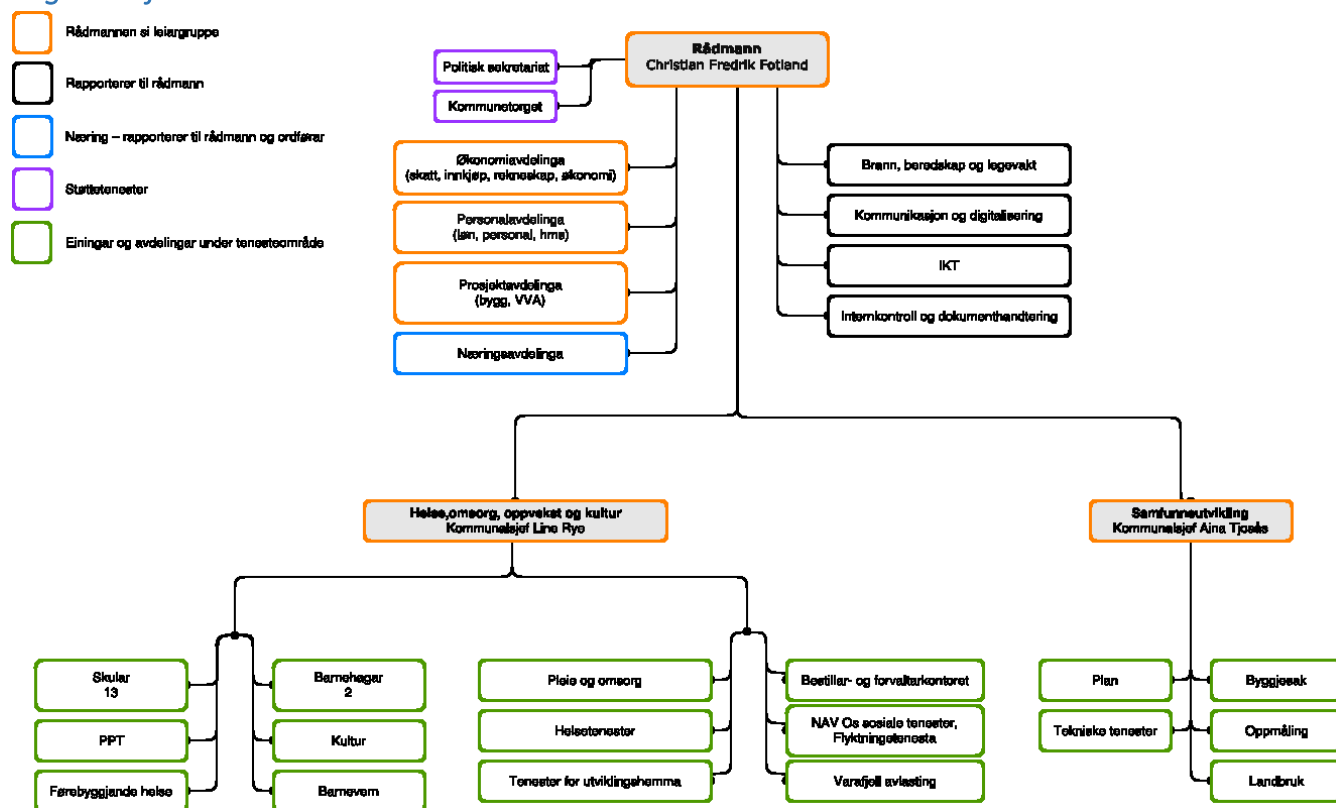 Rådmannen si leiargruppe
Rapporterer til rådmann
Næring – rapporterer til rådmann og ordførar
Støttetenester
Einingar og avdelingar under tenesteområde
Rådmann
Christian Fredrik Fotland
Politisk sekretariat
Kommunetorget
Økonomiavdelinga
(skatt, innkjøp, rekneskap, økonomi)
Personalavdelinga
(løn, personal, hms)
Prosjektavdelinga
(bygg, VVA)
Næringsavdelinga
Brann, beredskap og legevakt
Kommunikasjon og digitalisering
IKT
Internkontroll og dokumenthandtering
Helse,omsorg, oppvekst og kultur
Kommunalsjef Line Rye
Samfunnsutvikling
Kommunalsjef Aina Tjosås
Skular
13
Barnehagar
2
PPT
Kultur
Førebyggjande helse
Barnevern
Pleie og omsorg
Bestillar- og forvaltarkontoret
Helsetenester
NAV Os sosiale tenester,
Flyktningetenesta
Tenester for utviklingshemma
Varafjell avlasting
Plan
Byggjesak
Tekniske tenester
Oppmåling
Landbruk